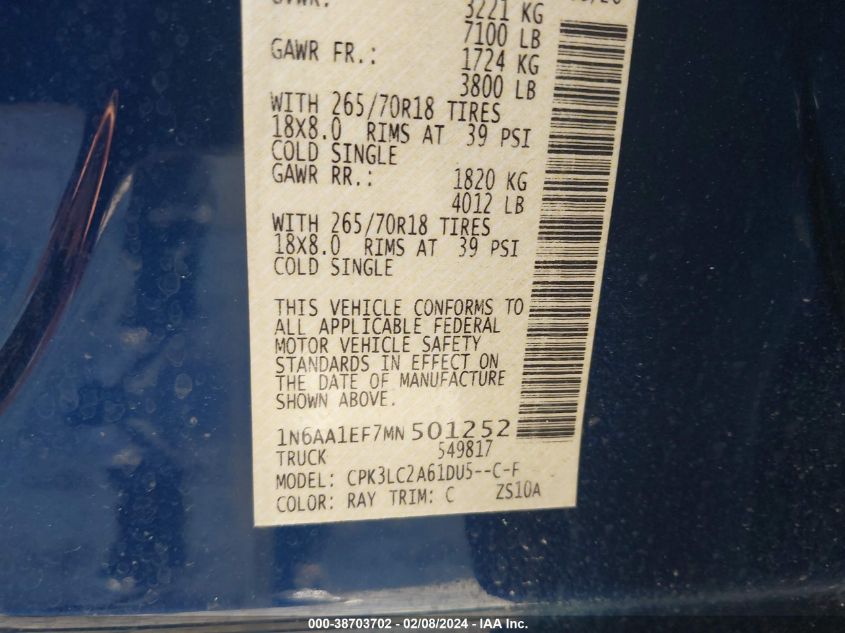 GVWR: 3221 KG
7100 LB
GAWR FR.: 1724 KG
3800 LB
WITH 265/70R18 TIRES
18X8.0 RIMS AT 39 PSI
COLD SINGLE
GAWR RR.: 1820 KG
4012 LB
WITH 265/70R18 TIRES
18X8.0 RIMS AT 39 PSI
COLD SINGLE
THIS VEHICLE CONFORMS TO
ALL APPLICABLE FEDERAL
MOTOR VEHICLE SAFETY
STANDARDS IN EFFECT ON
THE DATE OF MANUFACTURE
SHOWN ABOVE.
1N6AA1EF7MN501252
TRUCK 549817
MODEL: CPK3LC2A61DU5--C-F
COLOR: RAY TRIM: C ZS10A
000-38703702 - 02/08/2024 - IAA Inc.